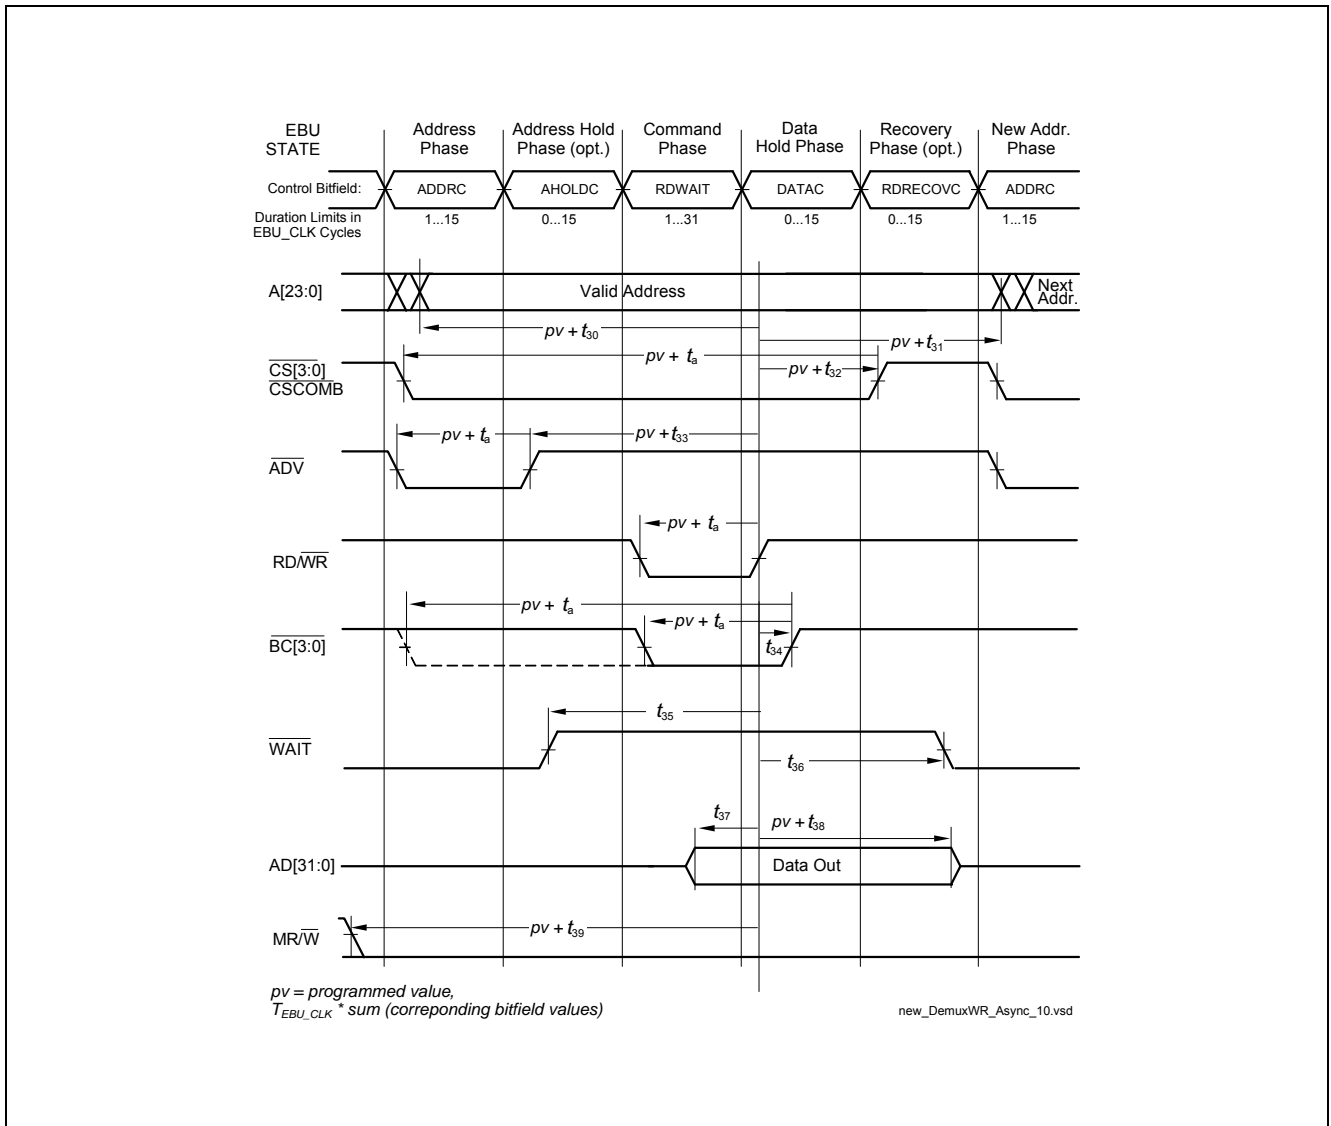 EBU STATE
Address Phase
Address Hold Phase (opt.)
Command Phase
Data Hold Phase
Recovery Phase (opt.)
New Addr. Phase
Control Bitfield: ADDRC AHOLDC RDWAIT DATAC RDRECOVC ADDRC
Duration Limits in EBU_CLK Cycles 1...15 0...15 1...31 0...15 0...15 1...15
A[23:0] Valid Address Next Addr.
pv + t30
pv + t31
pv + ta
CS[3:0]
CSCOMB
pv + t32
pv + ta
pv + t33
ADV
pv + ta
RD/WR
pv + ta
pv + ta
BC[3:0]
t34
t35
WAIT
t36
t37
pv + t38
AD[31:0] Data Out
MR/W
pv + t39
pv = programmed value,
TEBU_CLK * sum (correponding bitfield values)
new_DemuxWR_Async_10.vsd